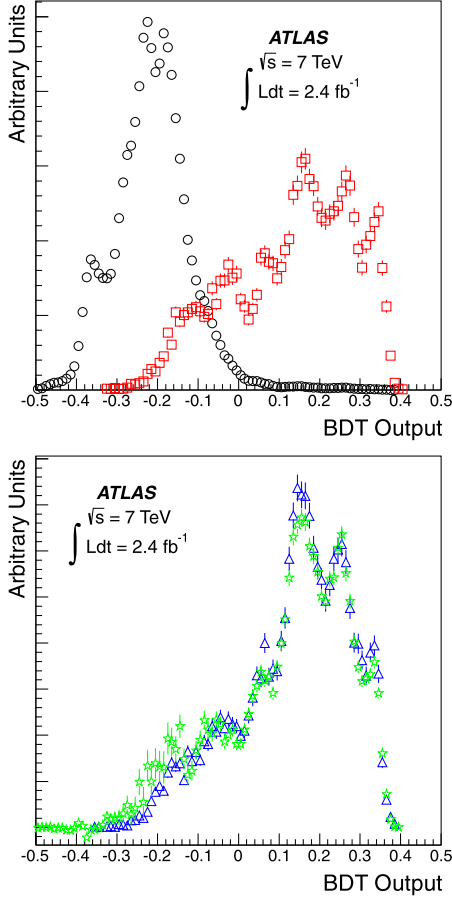 Arbitrary Units
ATLAS
√s = 7 TeV
∫ Ldt = 2.4 fb⁻¹
-0.5 -0.4 -0.3 -0.2 -0.1 0 0.1 0.2 0.3 0.4 0.5
BDT Output
Arbitrary Units
ATLAS
√s = 7 TeV
∫ Ldt = 2.4 fb⁻¹
-0.5 -0.4 -0.3 -0.2 -0.1 0 0.1 0.2 0.3 0.4 0.5
BDT Output